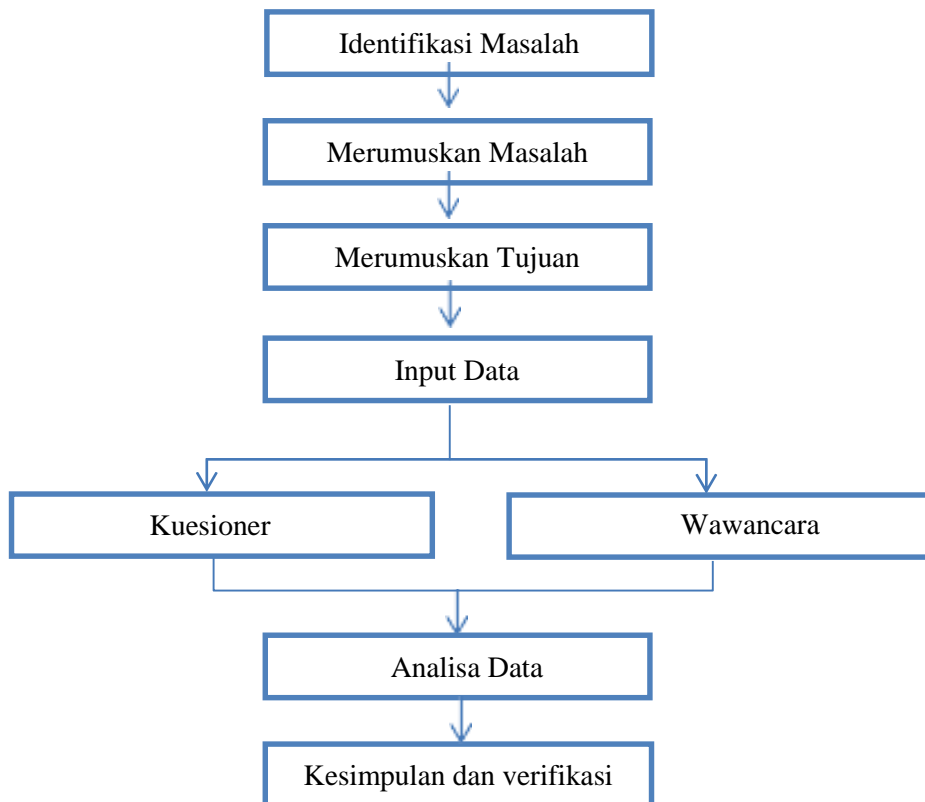 Identifikasi Masalah
Merumuskan Masalah
Merumuskan Tujuan
Input Data
Kuesioner
Wawancara
Analisa Data
Kesimpulan dan verifikasi